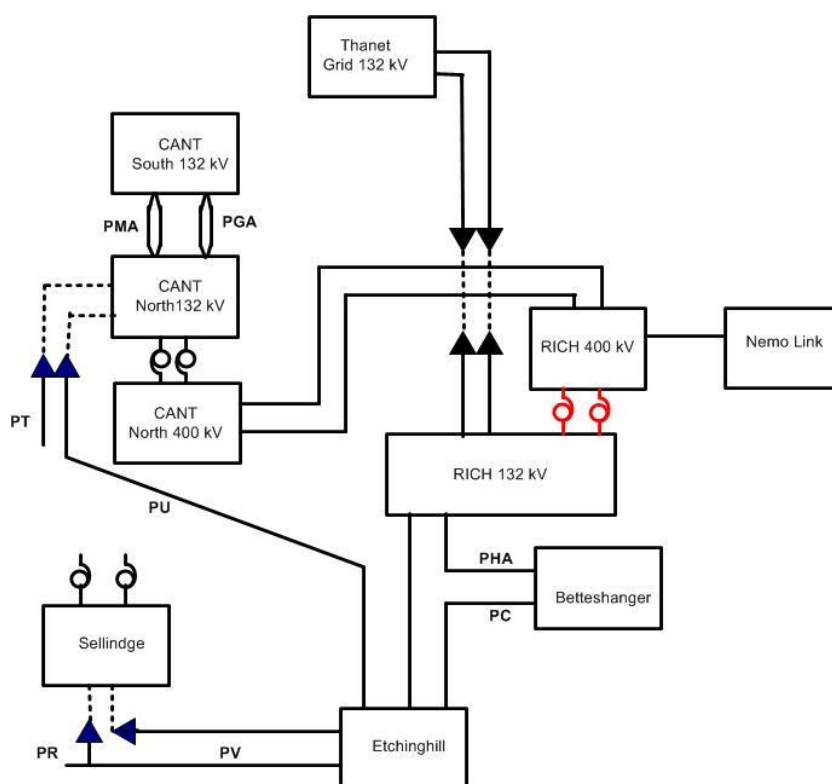 Thanet
Grid 132 kV
CANT
South 132 kV
PMA
PGA
CANT
North132 kV
RICH 400 kV
Nemo Link
CANT
North 400 kV
PT
RICH 132 kV
PU
PHA
Betteshanger
PC
Sellindge
Etchinghill
PR
PV